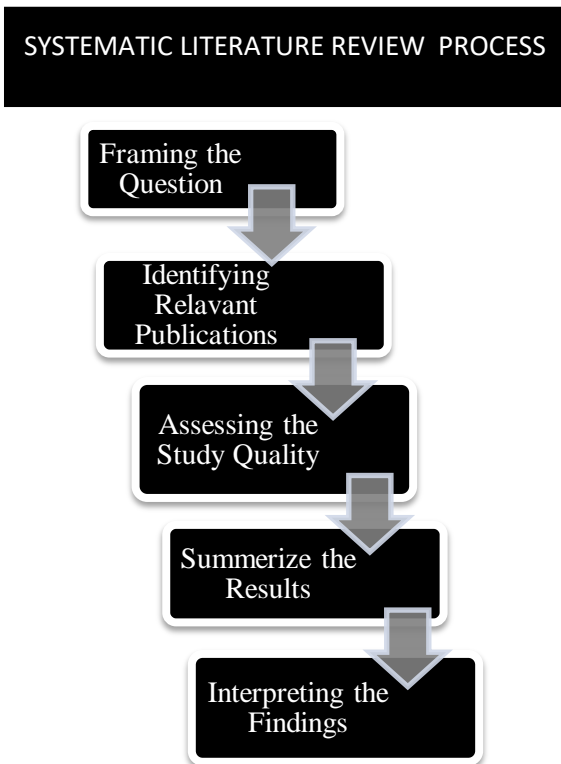 SYSTEMATIC LITERATURE REVIEW PROCESS
Framing the
Question
Identifying
Relavant
Publications
Assessing the
Study Quality
Summerize the
Results
Interpreting the
Findings